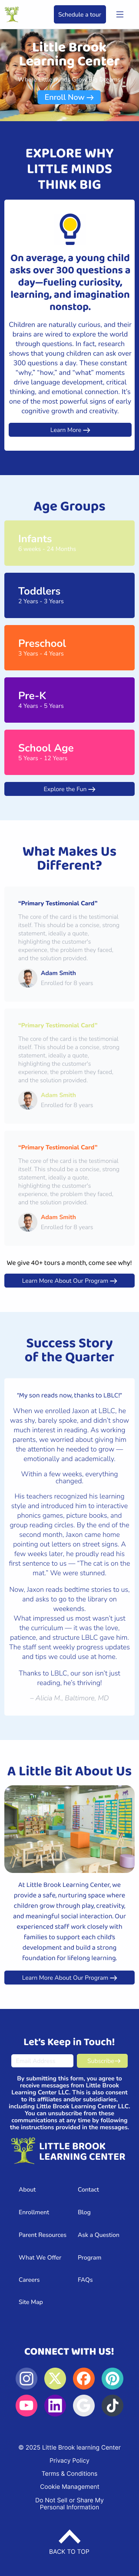 Schedule a tour
Little Brook
Learning Center
Enroll Now →
EXPLORE WHY
LITTLE MINDS
THINK BIG
On average, a young child
asks over 300 questions a
day—fueling curiosity,
learning, and imagination
nonstop.
Children are naturally curious, and their
brains are wired to explore the world
through questions. In fact, research
shows that young children can ask over
300 questions a day. These constant
“why,” “how,” and “what” moments
drive language development, critical
thinking, and emotional connection. It’s
one of the most powerful signs of early
cognitive growth and creativity.
Learn More →
Age Groups
Infants
6 weeks - 24 Months
Toddlers
2 Years - 3 Years
Preschool
3 Years - 4 Years
Pre-K
4 Years - 5 Years
School Age
5 Years - 12 Years
Explore the Fun →
What Makes Us
Different?
“Primary Testimonial Card”
The core of the card is the testimonial
itself. This should be a concise, strong
statement, ideally a quote,
highlighting the customer's
experience, the problem they faced,
and the solution provided.
Adam Smith
Enrolled for 8 years
“Primary Testimonial Card”
The core of the card is the testimonial
itself. This should be a concise, strong
statement, ideally a quote,
highlighting the customer's
experience, the problem they faced,
and the solution provided.
Adam Smith
Enrolled for 8 years
“Primary Testimonial Card”
The core of the card is the testimonial
itself. This should be a concise, strong
statement, ideally a quote,
highlighting the customer's
experience, the problem they faced,
and the solution provided.
Adam Smith
Enrolled for 8 years
We give 40+ tours a month, come see why!
Learn More About Our Program →
Success Story
of the Quarter
“My son reads now, thanks to LBLC!”
When we enrolled Jaxon at LBLC, he
was shy, barely spoke, and didn’t show
much interest in reading. As working
parents, we worried about giving him
the attention he needed to grow —
emotionally and academically.
Within a few weeks, everything
changed.
His teachers recognized his learning
style and introduced him to interactive
phonics games, picture books, and
group reading circles. By the end of the
second month, Jaxon came home
pointing out letters on street signs. A
few weeks later, he proudly read his
first sentence to us — “The cat is on the
mat.” We were stunned.
Now, Jaxon reads bedtime stories to us,
and asks to go to the library on
weekends.
What impressed us most wasn’t just
the curriculum — it was the love,
patience, and structure LBLC gave him.
The staff sent weekly progress updates
and tips we could use at home.
Thanks to LBLC, our son isn’t just
reading, he’s thriving!
– Alicia M., Baltimore, MD
A Little Bit About Us
At Little Brook Learning Center, we
provide a safe, nurturing space where
children grow through play, creativity,
and meaningful social interaction. Our
experienced staff work closely with
families to support each child’s
development and build a strong
foundation for lifelong learning.
Learn More About Our Program →
Let's Keep in Touch!
Subscribe →
By submitting this form, you agree to
receive messages from Little Brook
Learning Center LLC. This is also consent
to its affiliates and/or subsidiaries,
including Little Brook Learning Center LLC.
You can unsubscribe from these
communications at any time by following
the instructions provided in the messages.
LITTLE BROOK
LEARNING CENTER
About Contact
Enrollment Blog
Parent Resources Ask a Question
What We Offer Program
Careers FAQs
Site Map
CONNECT WITH US!
© 2025 Little Brook learning Center
Privacy Policy
Terms & Conditions
Cookie Management
Do Not Sell or Share My
Personal Information
BACK TO TOP